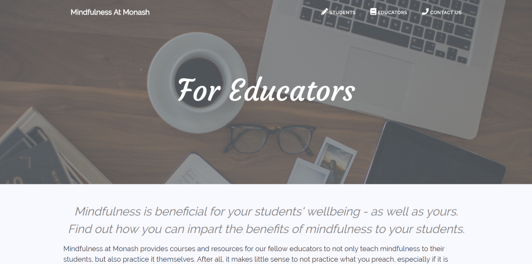 Mindfulness At Monash
STUDENTS EDUCATORS CONTACT US
For Educators
Mindfulness is beneficial for your students' wellbeing - as well as yours.
Find out how you can impart the benefits of mindfulness to your students.
Mindfulness at Monash provides courses and resources for our fellow educators to not only teach mindfulness to their
students, but also practice it themselves. After all, it makes little sense to not practice what you preach, especially if it is